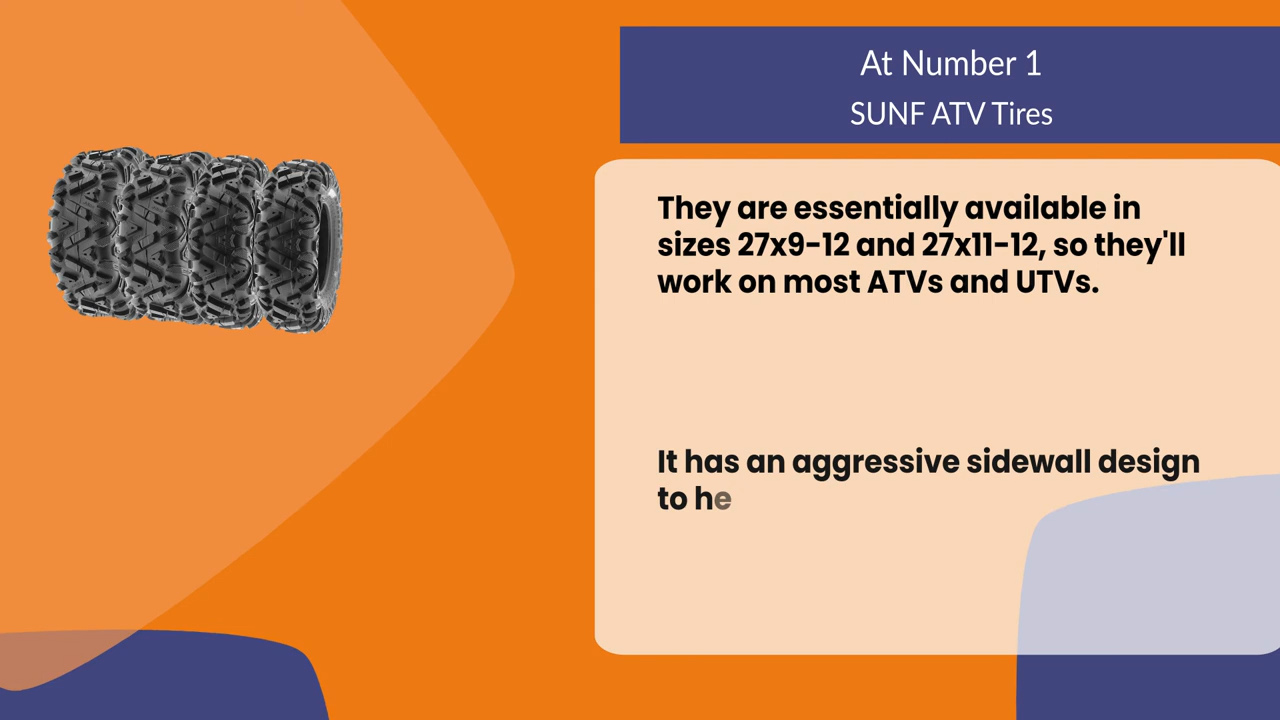 At Number 1
SUNF ATV Tires
They are essentially available in
sizes 27x9-12 and 27x11-12, so they'll
work on most ATVs and UTVs.
It has an aggressive sidewall design
to he